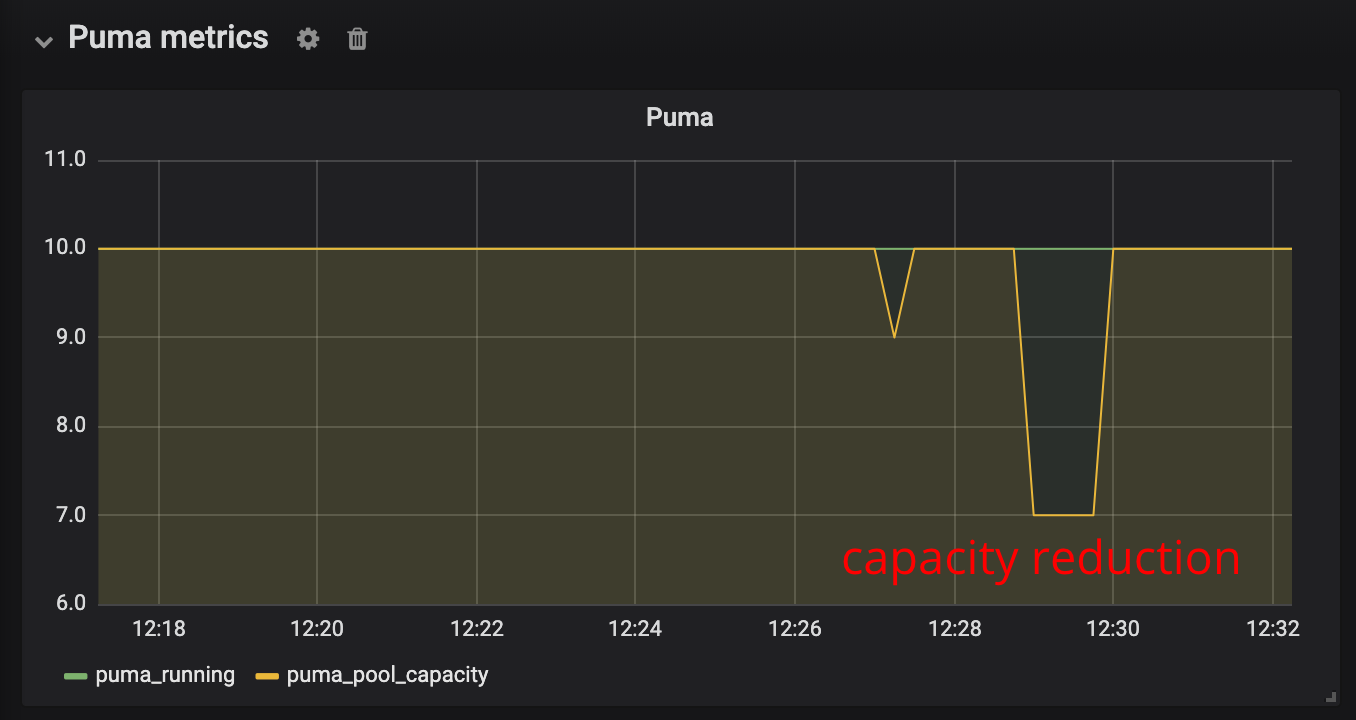 Puma metrics
Puma
11.0
10.0
9.0
8.0
7.0
capacity reduction
6.0
12:18 12:20 12:22 12:24 12:26 12:28 12:30 12:32
puma_running puma_pool_capacity